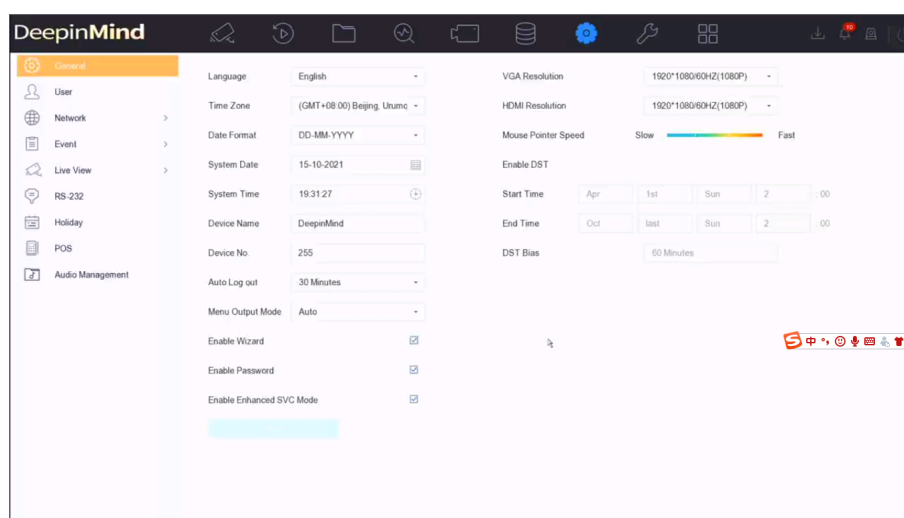 DeepinMind
General
User
Network
Event
Live View
RS-232
Holiday
POS
Audio Management
Language English
Time Zone (GMT+08:00) Beijing, Urumq
Date Format DD-MM-YYYY
System Date 15-10-2021
System Time 19:31:27
Device Name DeepinMind
Device No. 255
Auto Log out 30 Minutes
Menu Output Mode Auto
Enable Wizard
Enable Password
Enable Enhanced SVC Mode
VGA Resolution 1920*1080/60HZ(1080P)
HDMI Resolution 1920*1080/60HZ(1080P)
Mouse Pointer Speed Slow Fast
Enable DST
Start Time Apr 1st Sun 2 : 00
End Time Oct last Sun 2 : 00
DST Bias 60 Minutes
S 中